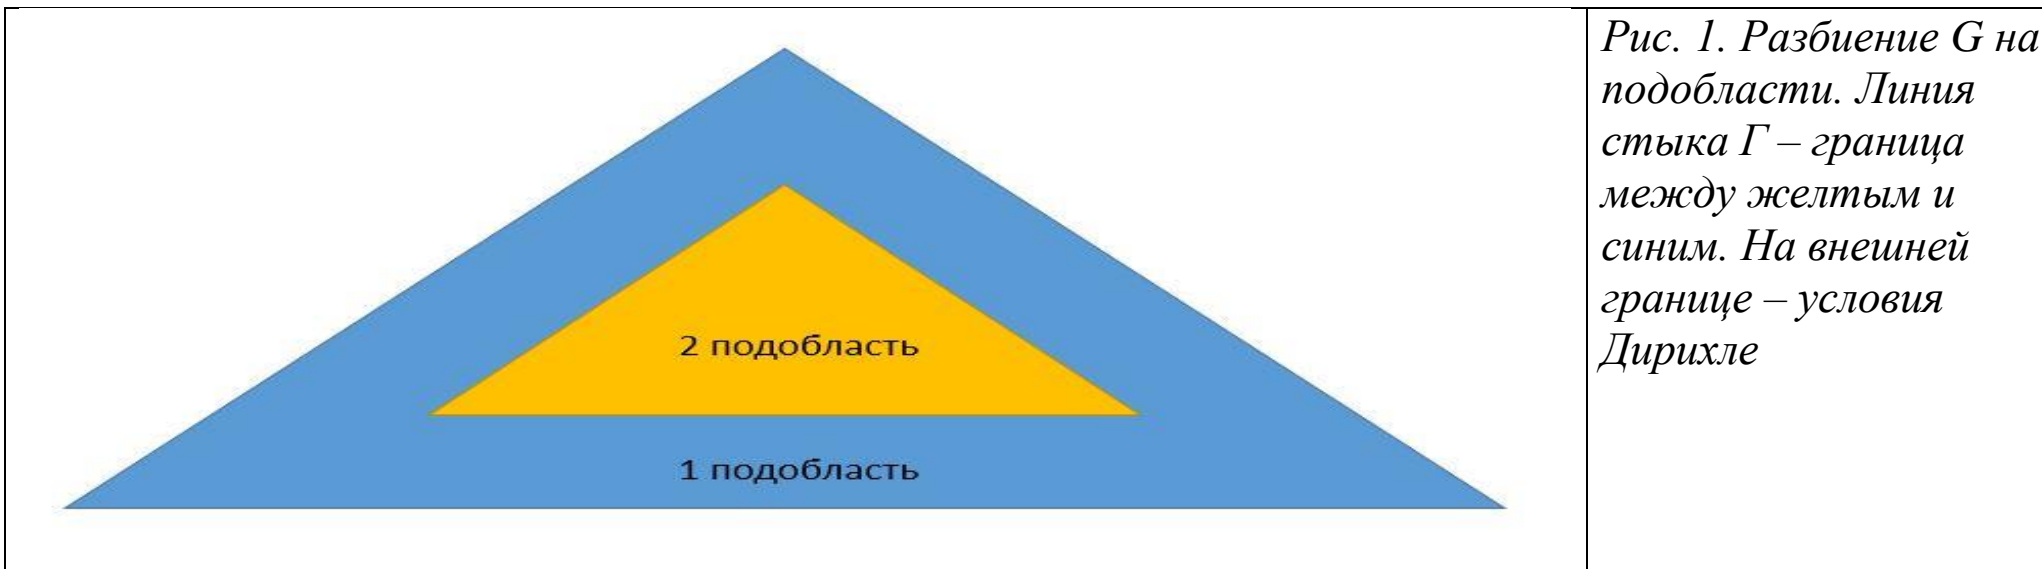 2 подобласть
1 подобласть
Рис. 1. Разбиение G на
подобласти. Линия
стыка Г – граница
между желтым и
синим. На внешней
границе – условия
Дирихле